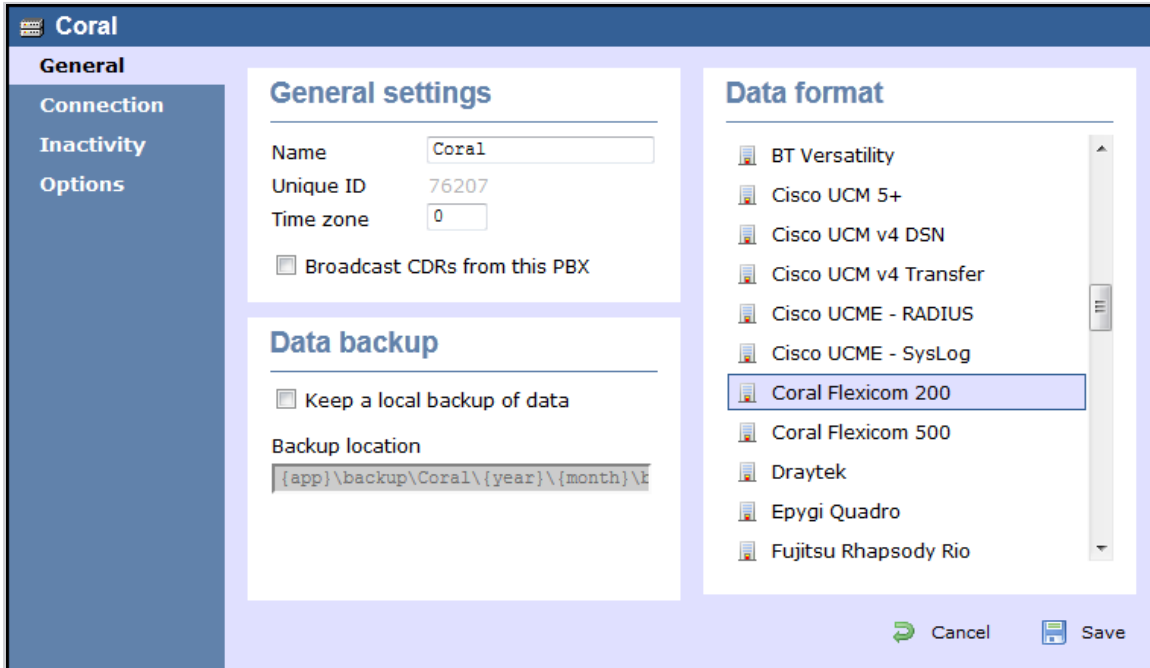 Coral
General
Connection
Inactivity
Options
General settings
Name Coral
Unique ID 76207
Time zone 0
Broadcast CDRs from this PBX
Data backup
Keep a local backup of data
Backup location
{app}\backup\Coral\{year}\{month}\b
Data format
BT Versatility
Cisco UCM 5+
Cisco UCM v4 DSN
Cisco UCM v4 Transfer
Cisco UCME - RADIUS
Cisco UCME - SysLog
Coral Flexicom 200
Coral Flexicom 500
Draytek
Epygi Quadro
Fujitsu Rhapsody Rio
Cancel Save